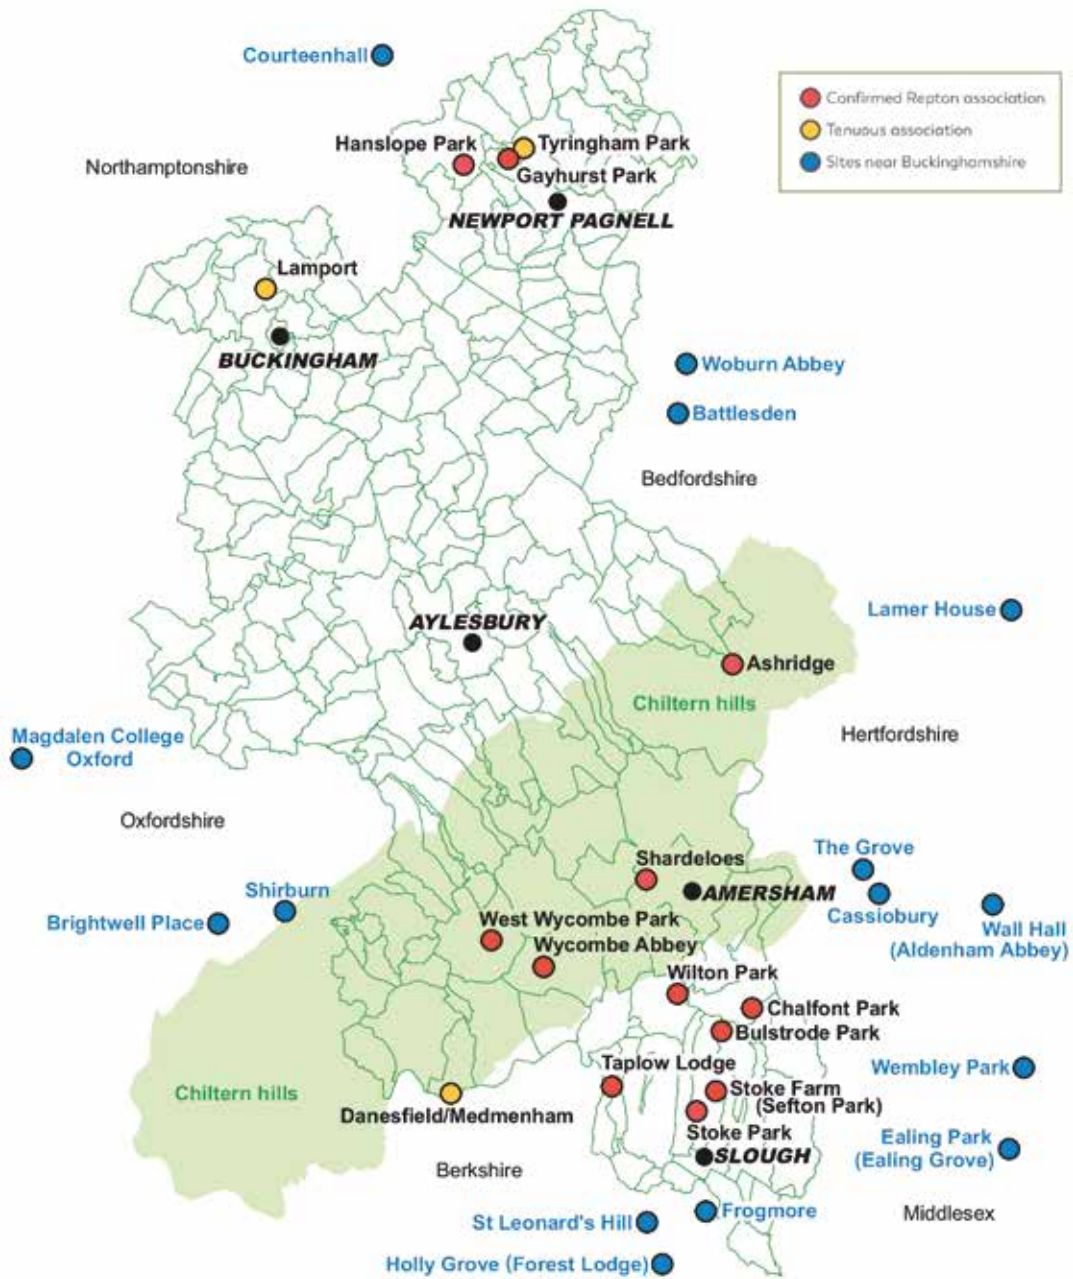 Courteenhall
Confirmed Repton association
Tenuous association
Sites near Buckinghamshire
Hanslope Park
Tyringham Park
Northamptonshire
Gayhurst Park
NEWPORT PAGNELL
Lamport
BUCKINGHAM
Woburn Abbey
Battlesden
Bedfordshire
Lamer House
AYLESBURY
Ashridge
Chiltern hills
Magdalen College
Oxford
Hertfordshire
Oxfordshire
The Grove
Shardeloes
AMERSHAM
Shirburn
Brightwell Place
West Wycombe Park
Cassiobury
Wall Hall
(Aldenham Abbey)
Wycombe Abbey
Wilton Park
Chalfont Park
Bulstrode Park
Taplow Lodge
Wembley Park
Chiltern hills
Stoke Farm
(Sefton Park)
Danesfield/Medmenham
Stoke Park
Ealing Park
(Ealing Grove)
SLOUGH
Berkshire
Frogmore
Middlesex
St Leonard's Hill
Holly Grove (Forest Lodge)